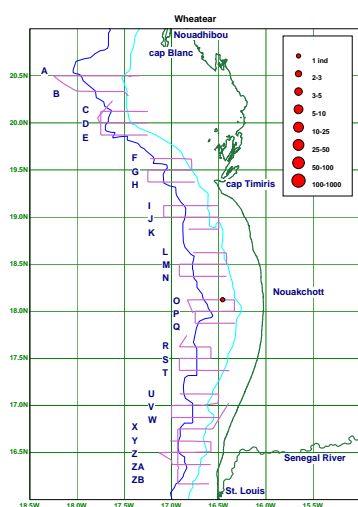 Wheatear
Nouadhibou
cap Blanc
1 ind
2-3
3-5
5-10
10-25
25-50
50-100
100-1000
20.5N
20.0N
19.5N
19.0N
18.5N
18.0N
17.5N
17.0N
16.5N
A
B
C
D
E
F
G
H
cap Timiris
I
J
K
L
M
N
Nouakchott
O
P
Q
R
S
T
U
V
W
X
Y
Z
ZA
ZB
Senegal River
St. Louis
18.5W
18.0W
17.5W
17.0W
16.5W
16.0W
15.5W
15.0W